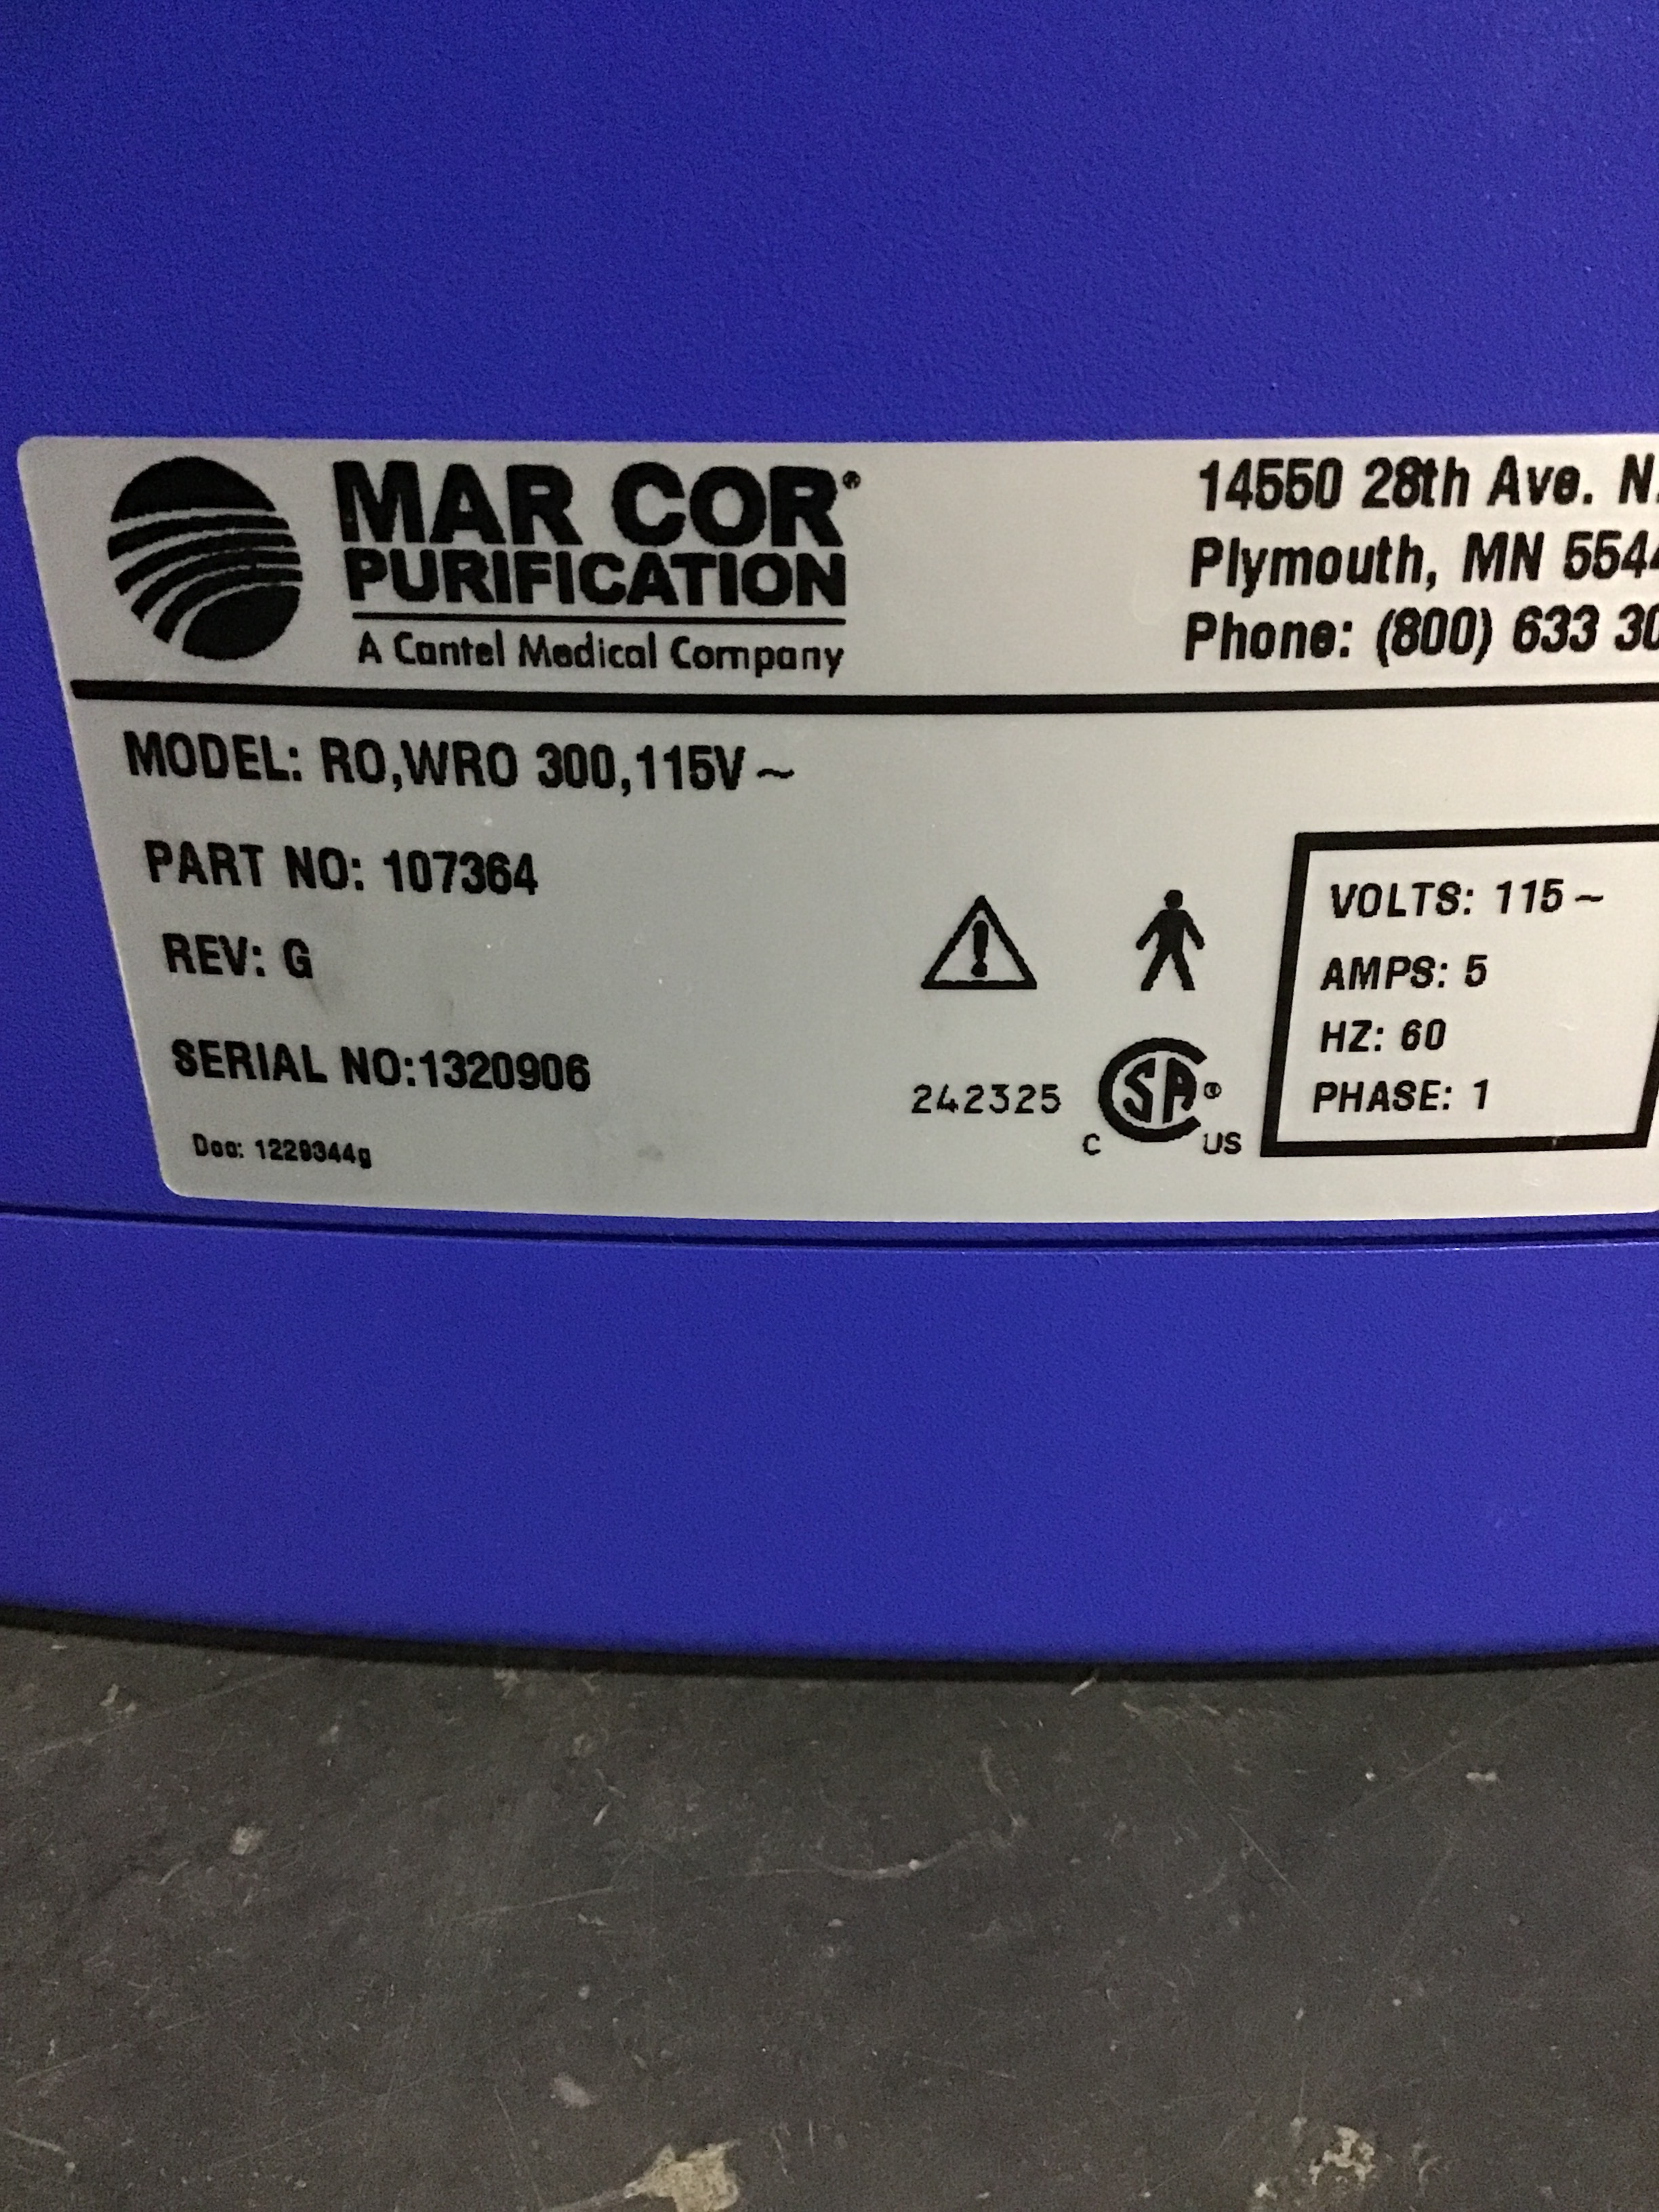 MAR COR®
PURIFICATION
A Cantel Medical Company
14550 28th Ave. N.
Plymouth, MN 5544
Phone: (800) 633 30
MODEL: RO,WRO 300,115V~
PART NO: 107364
REV: G
SERIAL NO:1320906
Doc: 1229344g
242325
CSA®
C US
VOLTS: 115~
AMPS: 5
HZ: 60
PHASE: 1